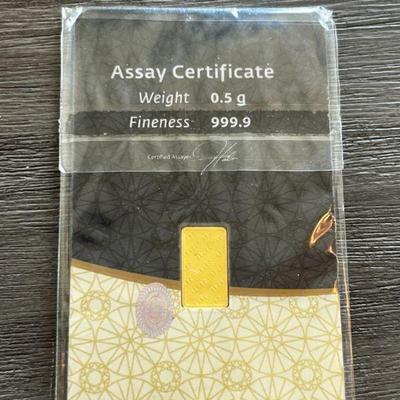 Assay Certificate
Weight 0.5 g
Fineness 999.9
Certified Assayer